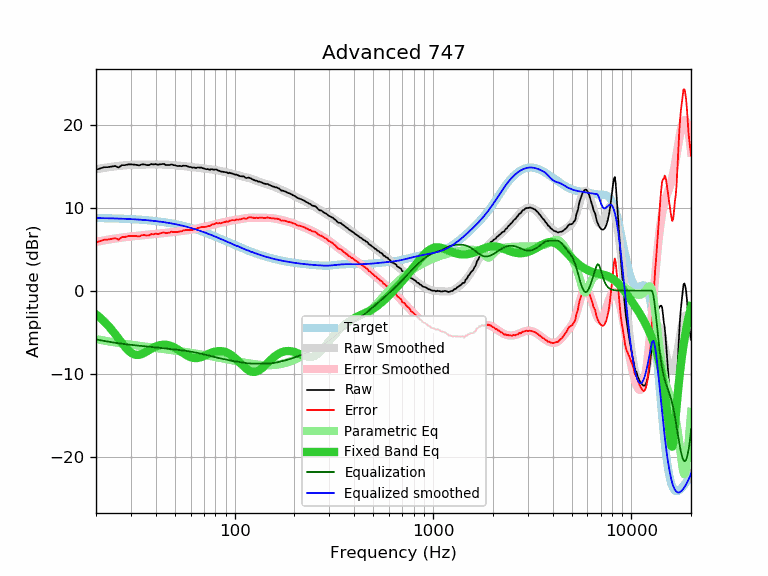 Advanced 747
Amplitude (dBr)
20
10
0
−10
−20
Target
Raw Smoothed
Error Smoothed
Raw
Error
Parametric Eq
Fixed Band Eq
Equalization
Equalized smoothed
100
1000
10000
Frequency (Hz)